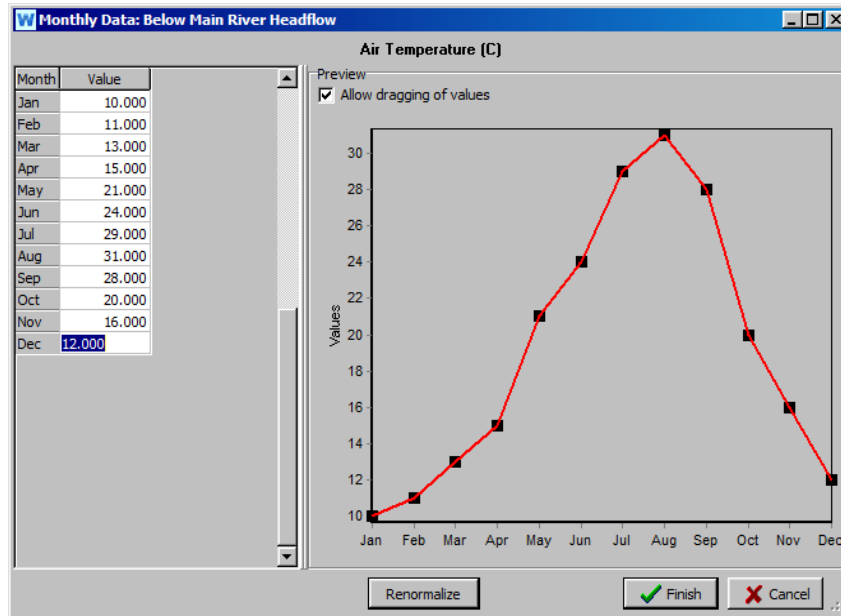 Monthly Data: Below Main River Headflow
Air Temperature (C)
Month Value
Jan 10.000
Feb 11.000
Mar 13.000
Apr 15.000
May 21.000
Jun 24.000
Jul 29.000
Aug 31.000
Sep 28.000
Oct 20.000
Nov 16.000
Dec 12.000
Preview
Allow dragging of values
30
28
26
24
22
20
18
16
14
12
10
Values
Jan Feb Mar Apr May Jun Jul Aug Sep Oct Nov Dec
Renormalize Finish Cancel